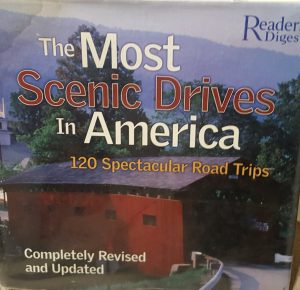 Reader
Diges
The Most
Scenic Drives
In America
120 Spectacular Road Trips
Completely Revised
and Updated